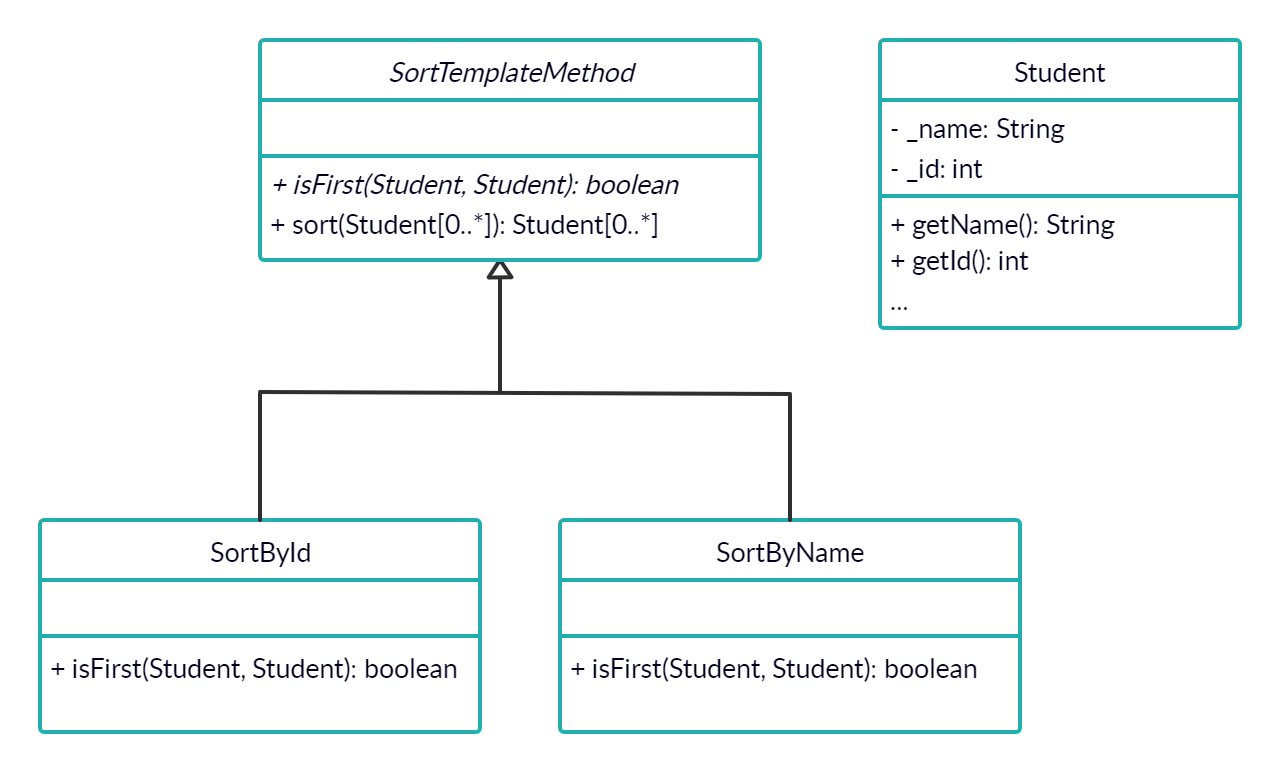 SortTemplateMethod
+ isFirst(Student, Student): boolean
+ sort(Student[0..*]): Student[0..*]
Student
- _name: String
- _id: int
+ getName(): String
+ getId(): int
...
SortById
+ isFirst(Student, Student): boolean
SortByName
+ isFirst(Student, Student): boolean